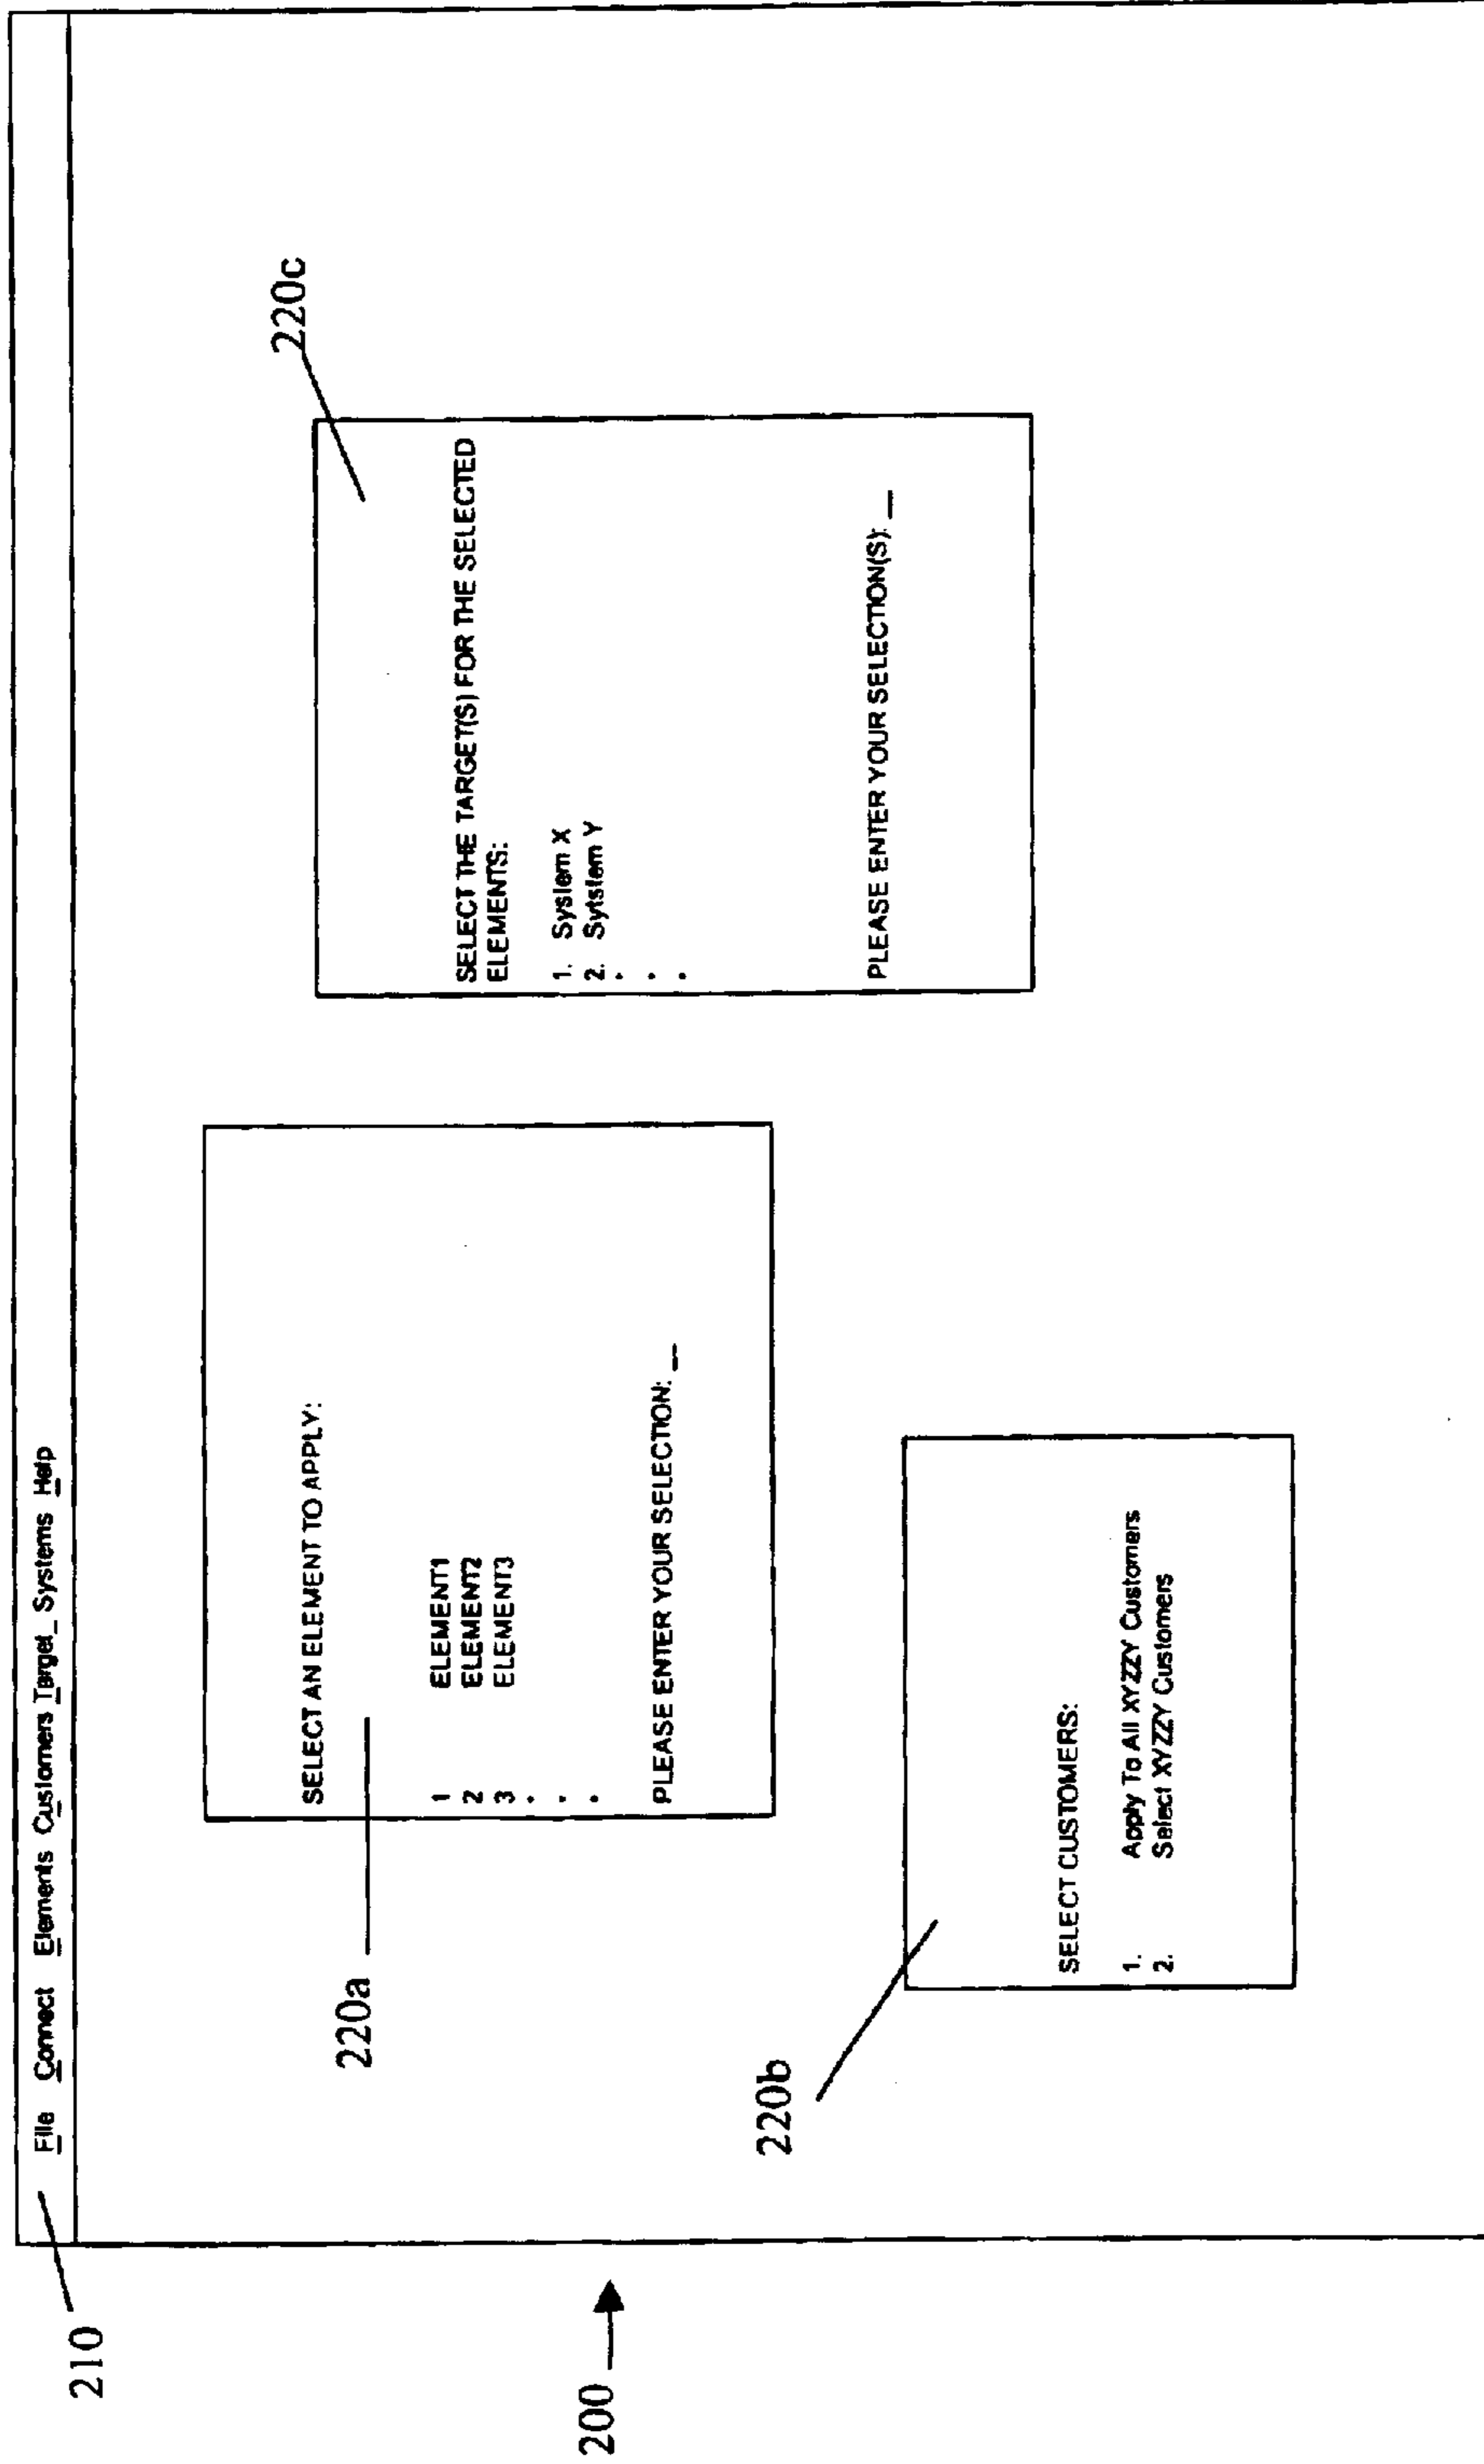 210
File Connect Elements Customers Target_ Systems Help
200
220a
SELECT AN ELEMENT TO APPLY:
1 ELEMENT1
2 ELEMENT2
3 ELEMENT3
.
.
.
PLEASE ENTER YOUR SELECTION: _
220b
SELECT CUSTOMERS:
1. Apply To All XYZZY Customers
2. Select XYZZY Customers
220c
SELECT THE TARGET(S) FOR THE SELECTED
ELEMENTS:
1. System X
2. Sytstem Y
.
.
.
PLEASE ENTER YOUR SELECTION(S): _